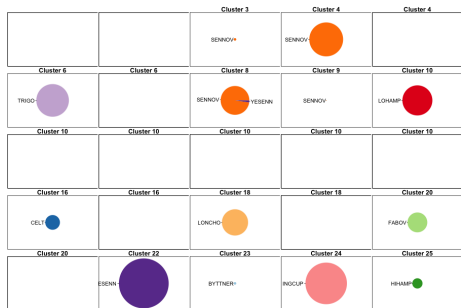 Cluster 3 Cluster 4 Cluster 4
SENNOV SENNOV
Cluster 6 Cluster 6 Cluster 8 Cluster 9 Cluster 10
TRIGO SENNOV YESENN SENNOV LOHAMP
Cluster 10 Cluster 10 Cluster 10 Cluster 10 Cluster 10
Cluster 16 Cluster 16 Cluster 18 Cluster 18 Cluster 20
CELT LONCHO FABOV
Cluster 20 Cluster 22 Cluster 23 Cluster 24 Cluster 25
ESENN BYTTNER INGCUP HIHAMP